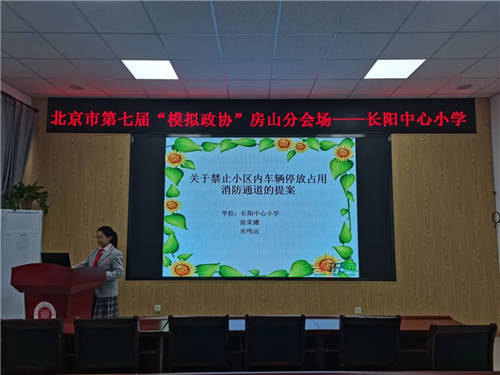 北京市第七届“模拟政协”房山分会场——长阳中心小学
关于禁止小区内车辆停放占用
消防通道的提案
学校：长阳中心小学
徐荣娜
宋鸣远